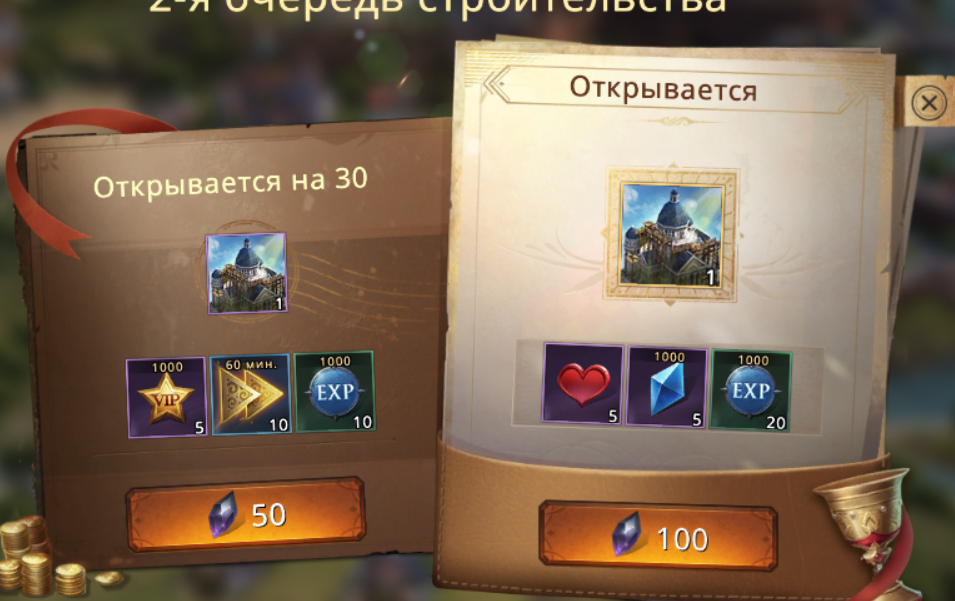 2-я очередь строительства
Открывается
Открывается на 30
1
1
1000
VIP
5
60 мин.
10
1000
EXP
10
5
1000
5
1000
EXP
20
50
100